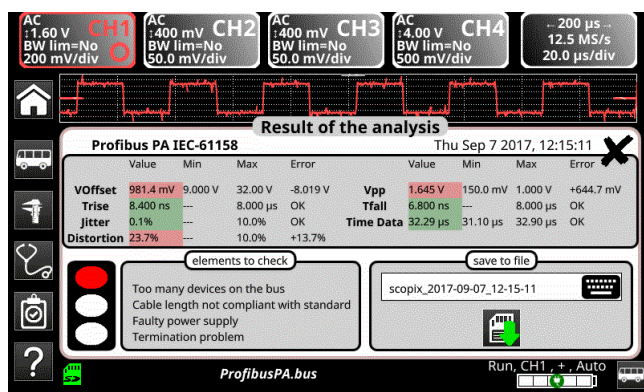 AC
↕1.60 V CH1
BW lim=No
200 mV/div
AC
↕400 mV CH2
BW lim=No
50.0 mV/div
AC
↕400 mV CH3
BW lim=No
50.0 mV/div
AC
↕4.00 V CH4
BW lim=No
500 mV/div
←200 µs→
12.5 MS/s
20.0 µs/div
Result of the analysis
Profibus PA IEC-61158 Thu Sep 7 2017, 12:15:11
Value Min Max Error Value Min Max Error
VOffset 981.4 mV 9.000 V 32.00 V -8.019 V Vpp 1.645 V 150.0 mV 1.000 V +644.7 mV
Trise 8.400 ns --- 8.000 µs OK Tfall 6.800 ns --- 8.000 µs OK
Jitter 0.1% --- 10.0% OK Time Data 32.29 µs 31.10 µs 32.90 µs OK
Distortion 23.7% --- 10.0% +13.7%
elements to check
Too many devices on the bus
Cable length not compliant with standard
Faulty power supply
Termination problem
save to file
scopix_2017-09-07_12-15-11
?
SD
ProfibusPA.bus
Run, CH1 , + , Auto